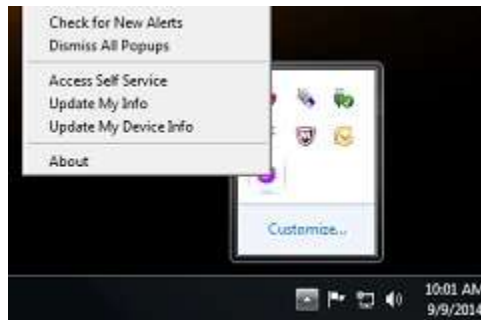 Check for New Alerts
Dismiss All Popups
Access Self Service
Update My Info
Update My Device Info
About
Customize...
10:01 AM
9/9/2014